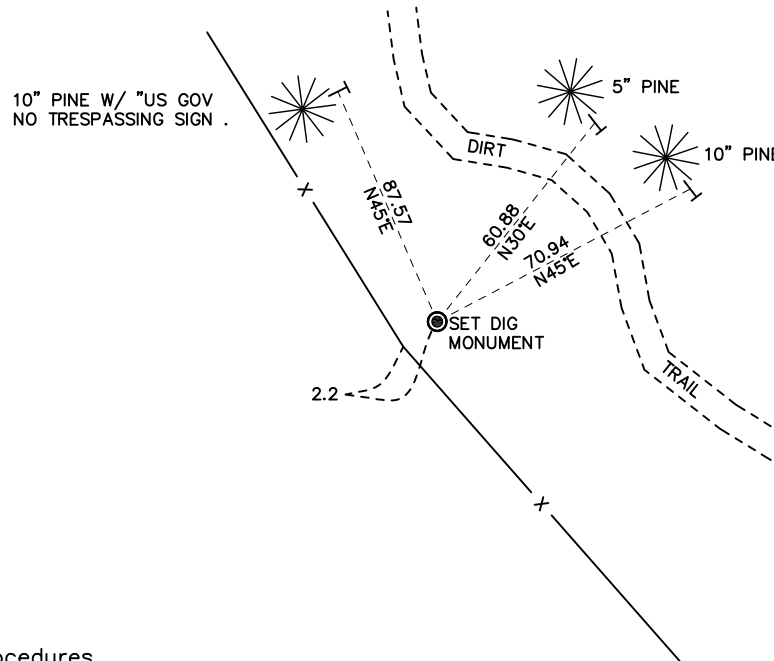 10" PINE W/ "US GOV
NO TRESPASSING SIGN .
5" PINE
10" PINE
DIRT
87.57
N45°E
60.88
N30°E
70.94
N45°E
SET DIG
MONUMENT
2.2
TRAIL
X
X
ocedures